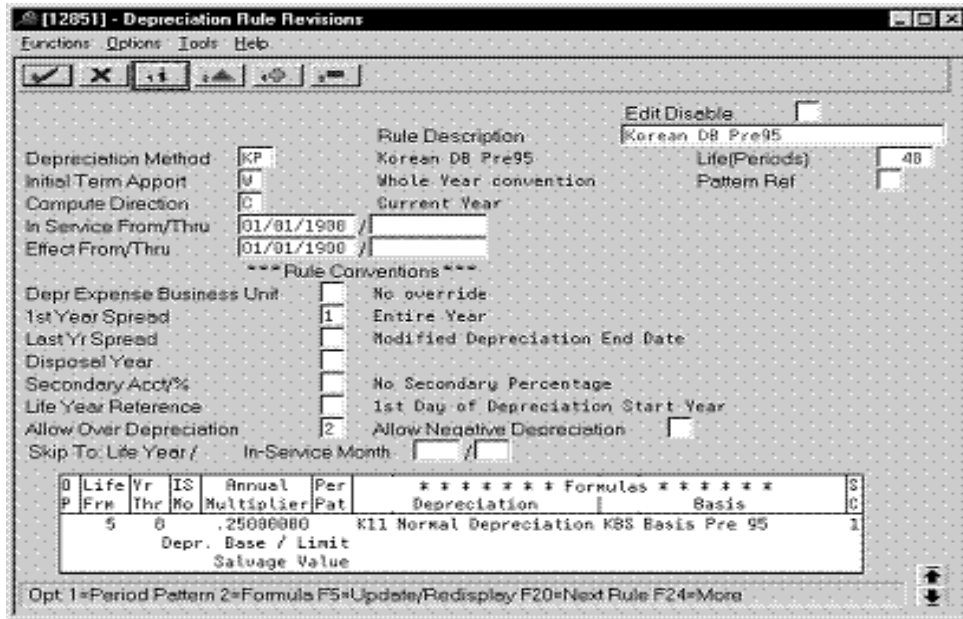 [12851] - Depreciation Rule Revisions
Functions Options Tools Help
Edit Disable
Rule Description Korean DB Pre95
Depreciation Method KP Korean DB Pre95 Life(Periods) 48
Initial Term Apport W Whole Year convention Pattern Ref
Compute Direction C Current Year
In Service From/Thru 01/01/1900 /
Effect From/Thru 01/01/1900 /
*** Rule Conventions ***
Depr Expense Business Unit No override
1st Year Spread 1 Entire Year
Last Yr Spread Modified Depreciation End Date
Disposal Year
Secondary Acct/% No Secondary Percentage
Life Year Reference 1st Day of Depreciation Start Year
Allow Over Depreciation 2 Allow Negative Depreciation
Skip To: Life Year / In-Service Month /
O Life Yr IS Annual Per * * * * * * * Formulas * * * * * * S
P Frm Thr Mo Multiplier Pat Depreciation | Basis C
5 0 .25000000 K11 Normal Depreciation KBS Basis Pre 95 1
Depr. Base / Limit
Salvage Value
Opt: 1=Period Pattern 2=Formula F5=Update/Redisplay F20=Next Rule F24=More